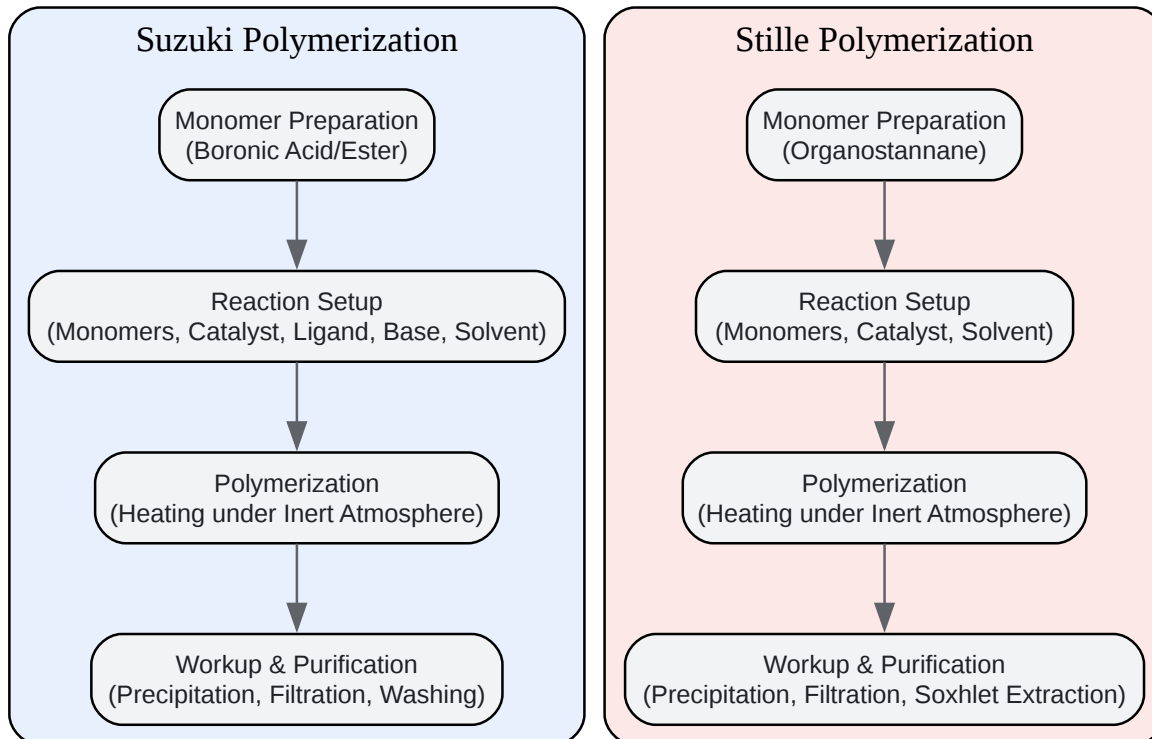 Suzuki Polymerization
Monomer Preparation
(Boronic Acid/Ester)
Reaction Setup
(Monomers, Catalyst, Ligand, Base, Solvent)
Polymerization
(Heating under Inert Atmosphere)
Workup & Purification
(Precipitation, Filtration, Washing)
Stille Polymerization
Monomer Preparation
(Organostannane)
Reaction Setup
(Monomers, Catalyst, Solvent)
Polymerization
(Heating under Inert Atmosphere)
Workup & Purification
(Precipitation, Filtration, Soxhlet Extraction)